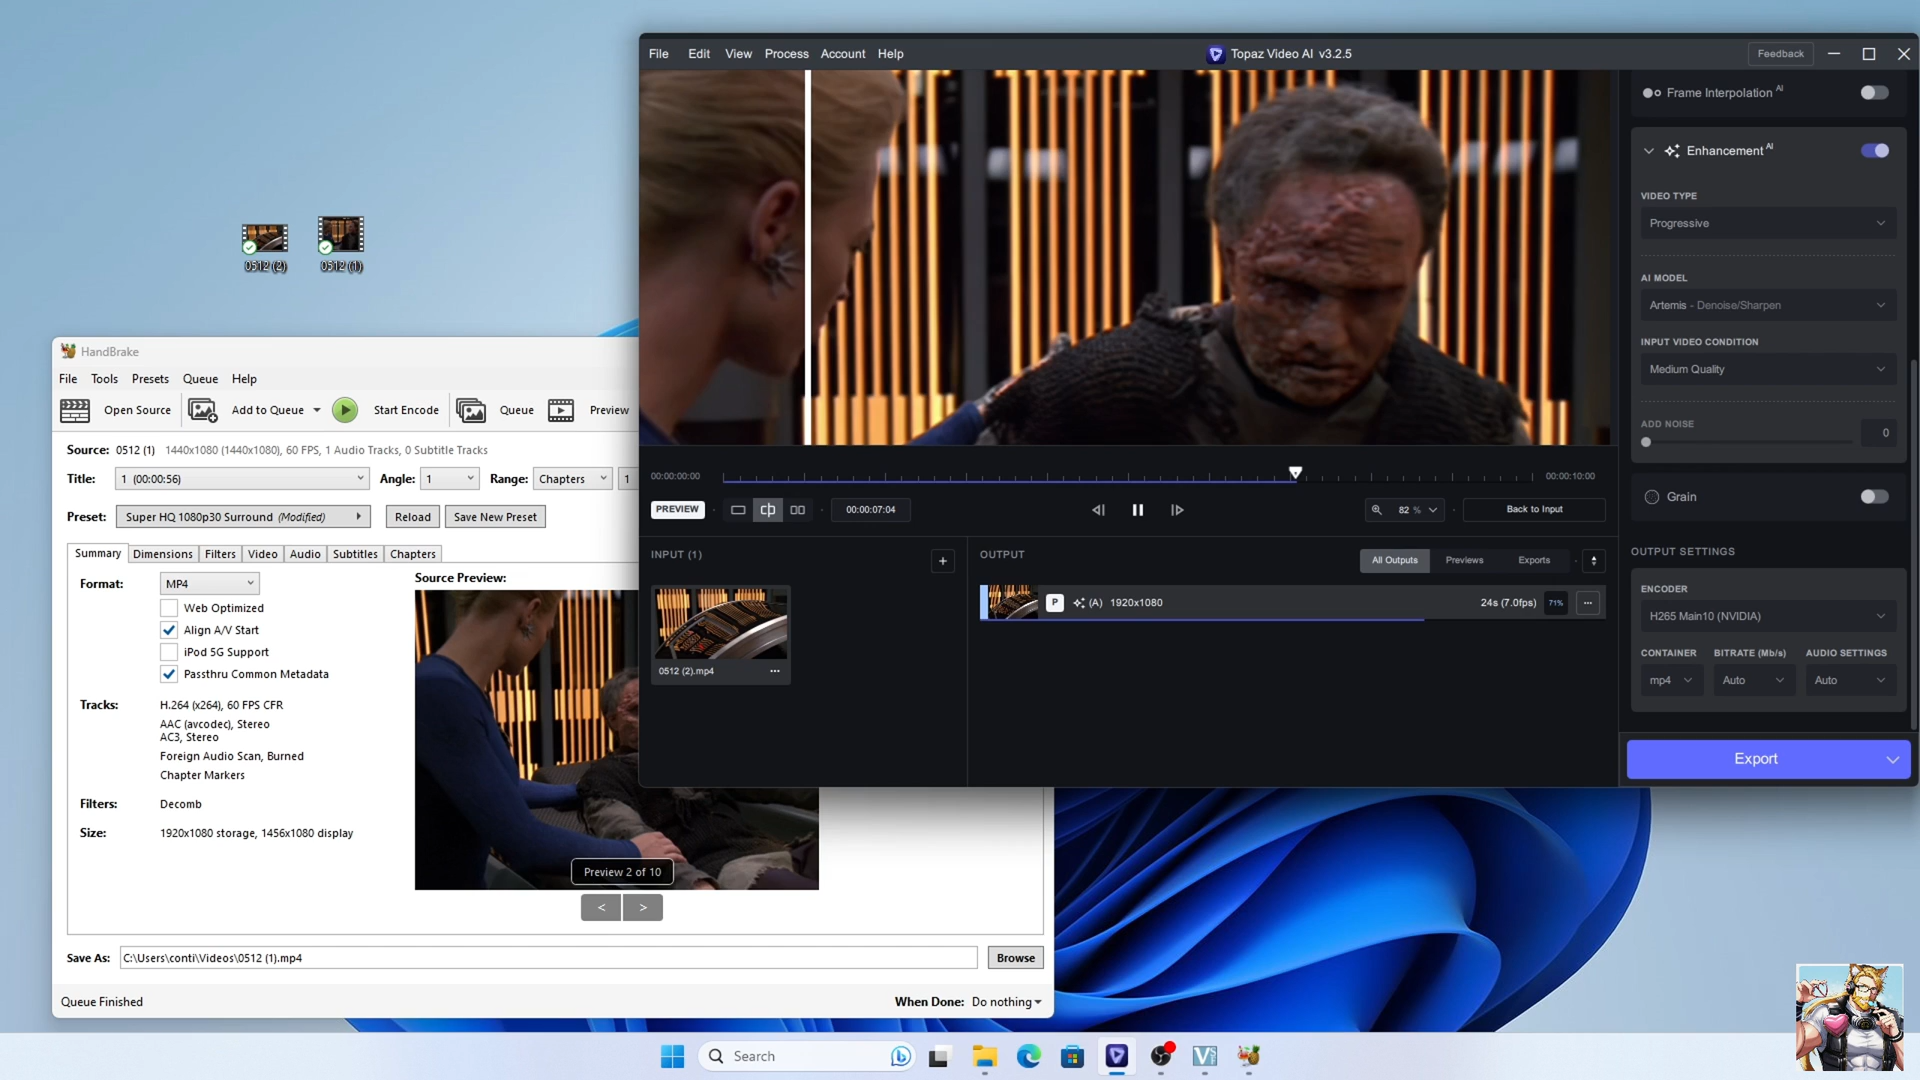 File Edit View Process Account Help
Topaz Video AI v3.2.5
Feedback
Frame Interpolation AI
Enhancement AI
VIDEO TYPE
Progressive
AI MODEL
Artemis - Denoise/Sharpen
INPUT VIDEO CONDITION
Medium Quality
ADD NOISE
0
Grain
OUTPUT SETTINGS
ENCODER
H265 Main10 (NVIDIA)
CONTAINER BITRATE (Mb/s) AUDIO SETTINGS
mp4 Auto Auto
Export
00:00:00:00
00:00:10:00
PREVIEW
00:00:07:04
82 %
Back to Input
INPUT (1)
+
OUTPUT
All Outputs Previews Exports
P (A) 1920x1080
24s (7.0fps) 71%
0512 (2).mp4
0512 (2)
0512 (1)
HandBrake
File Tools Presets Queue Help
Open Source Add to Queue Start Encode Queue Preview
Source: 0512 (1) 1440x1080 (1440x1080), 60 FPS, 1 Audio Tracks, 0 Subtitle Tracks
Title: 1 (00:00:56) Angle: 1 Range: Chapters 1
Preset: Super HQ 1080p30 Surround (Modified) Reload Save New Preset
Summary Dimensions Filters Video Audio Subtitles Chapters
Format: MP4
Source Preview:
Web Optimized
Align A/V Start
iPod 5G Support
Passthru Common Metadata
Tracks: H.264 (x264), 60 FPS CFR
AAC (avcodec), Stereo
AC3, Stereo
Foreign Audio Scan, Burned
Chapter Markers
Filters: Decomb
Size: 1920x1080 storage, 1456x1080 display
Preview 2 of 10
< >
Save As: C:\Users\conti\Videos\0512 (1).mp4 Browse
Queue Finished
When Done: Do nothing
Search